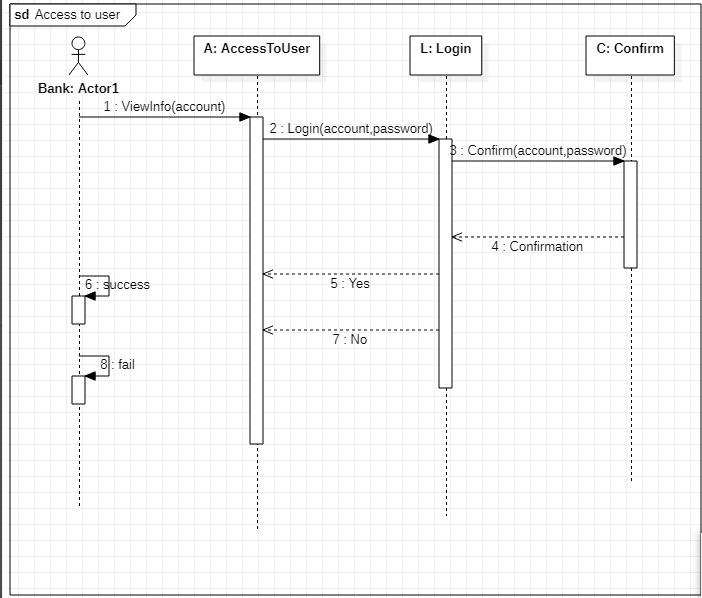 sd Access to user
A: AccessToUser
L: Login
C: Confirm
Bank: Actor1
1 : ViewInfo(account)
2 : Login(account,password)
3 : Confirm(account,password)
4 : Confirmation
5 : Yes
6 : success
7 : No
8 : fail